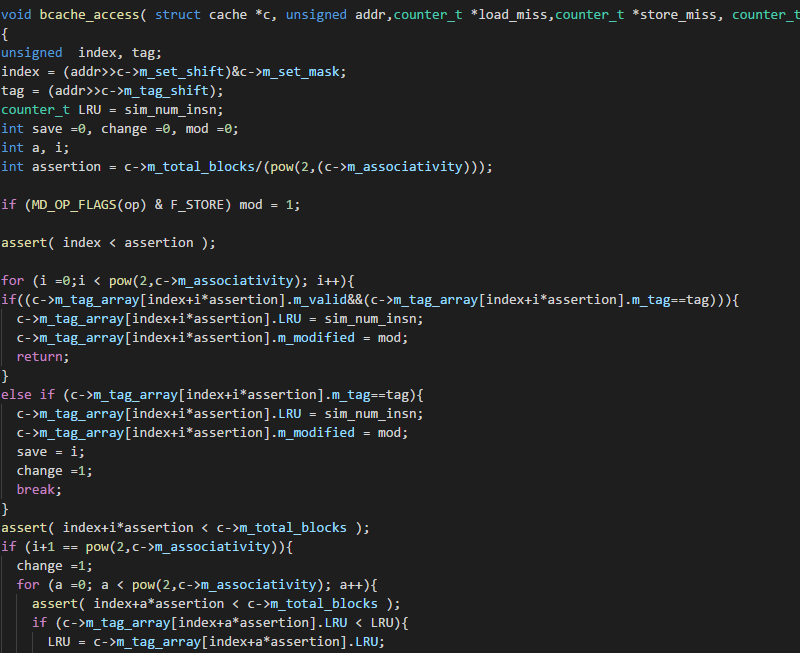 void bcache_access( struct cache *c, unsigned addr,counter_t *load_miss,counter_t *store_miss, counter_t
{
unsigned  index, tag;
index = (addr>>c->m_set_shift)&c->m_set_mask;
tag = (addr>>c->m_tag_shift);
counter_t LRU = sim_num_insn;
int save =0, change =0, mod =0;
int a, i;
int assertion = c->m_total_blocks/(pow(2,(c->m_associativity)));

if (MD_OP_FLAGS(op) & F_STORE) mod = 1;

assert( index < assertion );

for (i =0;i < pow(2,c->m_associativity); i++){
if((c->m_tag_array[index+i*assertion].m_valid&&(c->m_tag_array[index+i*assertion].m_tag==tag))){
  c->m_tag_array[index+i*assertion].LRU = sim_num_insn;
  c->m_tag_array[index+i*assertion].m_modified = mod;
  return;
}
else if (c->m_tag_array[index+i*assertion].m_tag==tag){
  c->m_tag_array[index+i*assertion].LRU = sim_num_insn;
  c->m_tag_array[index+i*assertion].m_modified = mod;
  save = i;
  change =1;
  break;
}
assert( index+i*assertion < c->m_total_blocks );
if (i+1 == pow(2,c->m_associativity)){
  change =1;
  for (a =0; a < pow(2,c->m_associativity); a++){
    assert( index+a*assertion < c->m_total_blocks );
    if (c->m_tag_array[index+a*assertion].LRU < LRU){
      LRU = c->m_tag_array[index+a*assertion].LRU;